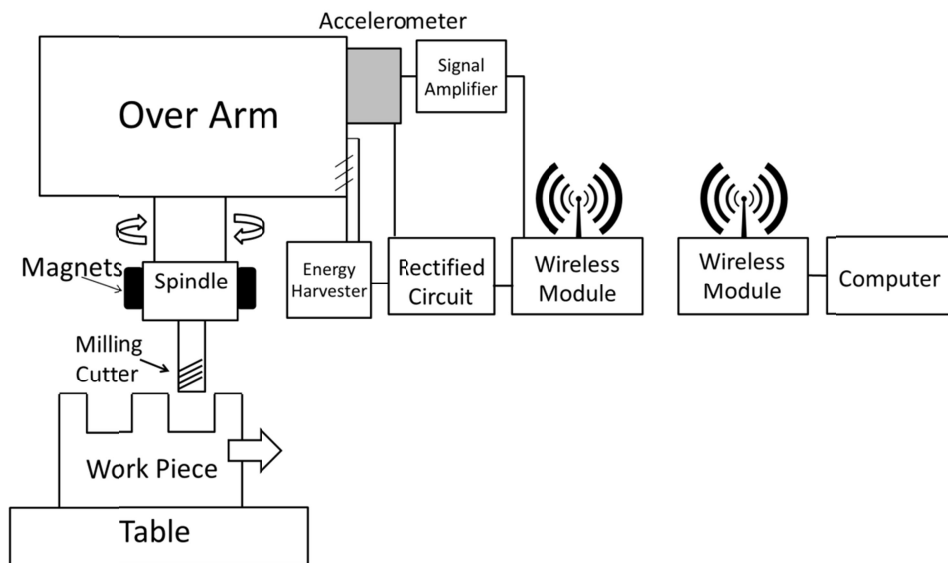 Accelerometer
Over Arm
Signal
Amplifier
Magnets
Spindle
Energy
Harvester
Rectified
Circuit
Wireless
Module
Wireless
Module
Computer
Milling
Cutter
Work Piece
Table